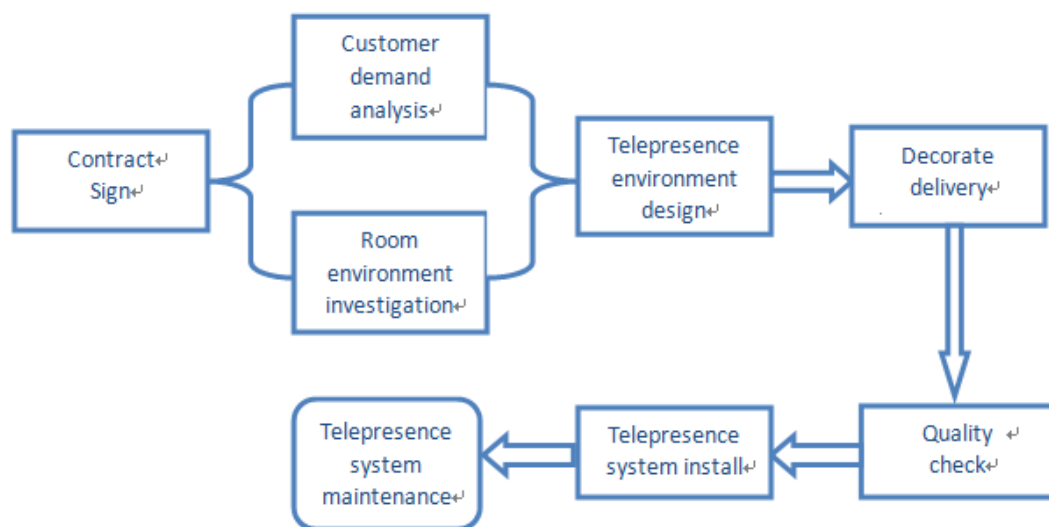 Customer
demand
analysis↵
Contract↵
Sign↵
Room
environment
investigation↵
Telepresence
environment
design↵
Decorate
delivery↵
.
Quality ↵
check↵
Telepresence
system install↵
Telepresence
system
maintenance↵